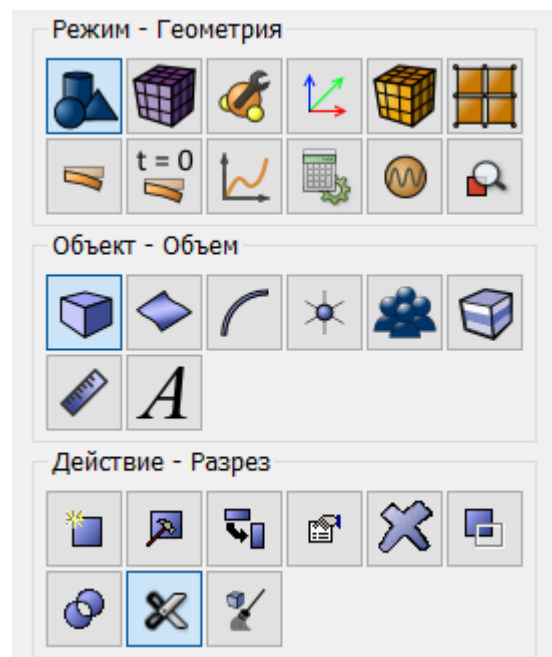 Режим - Геометрия
t = 0
Объект - Объем
A
Действие - Разрез